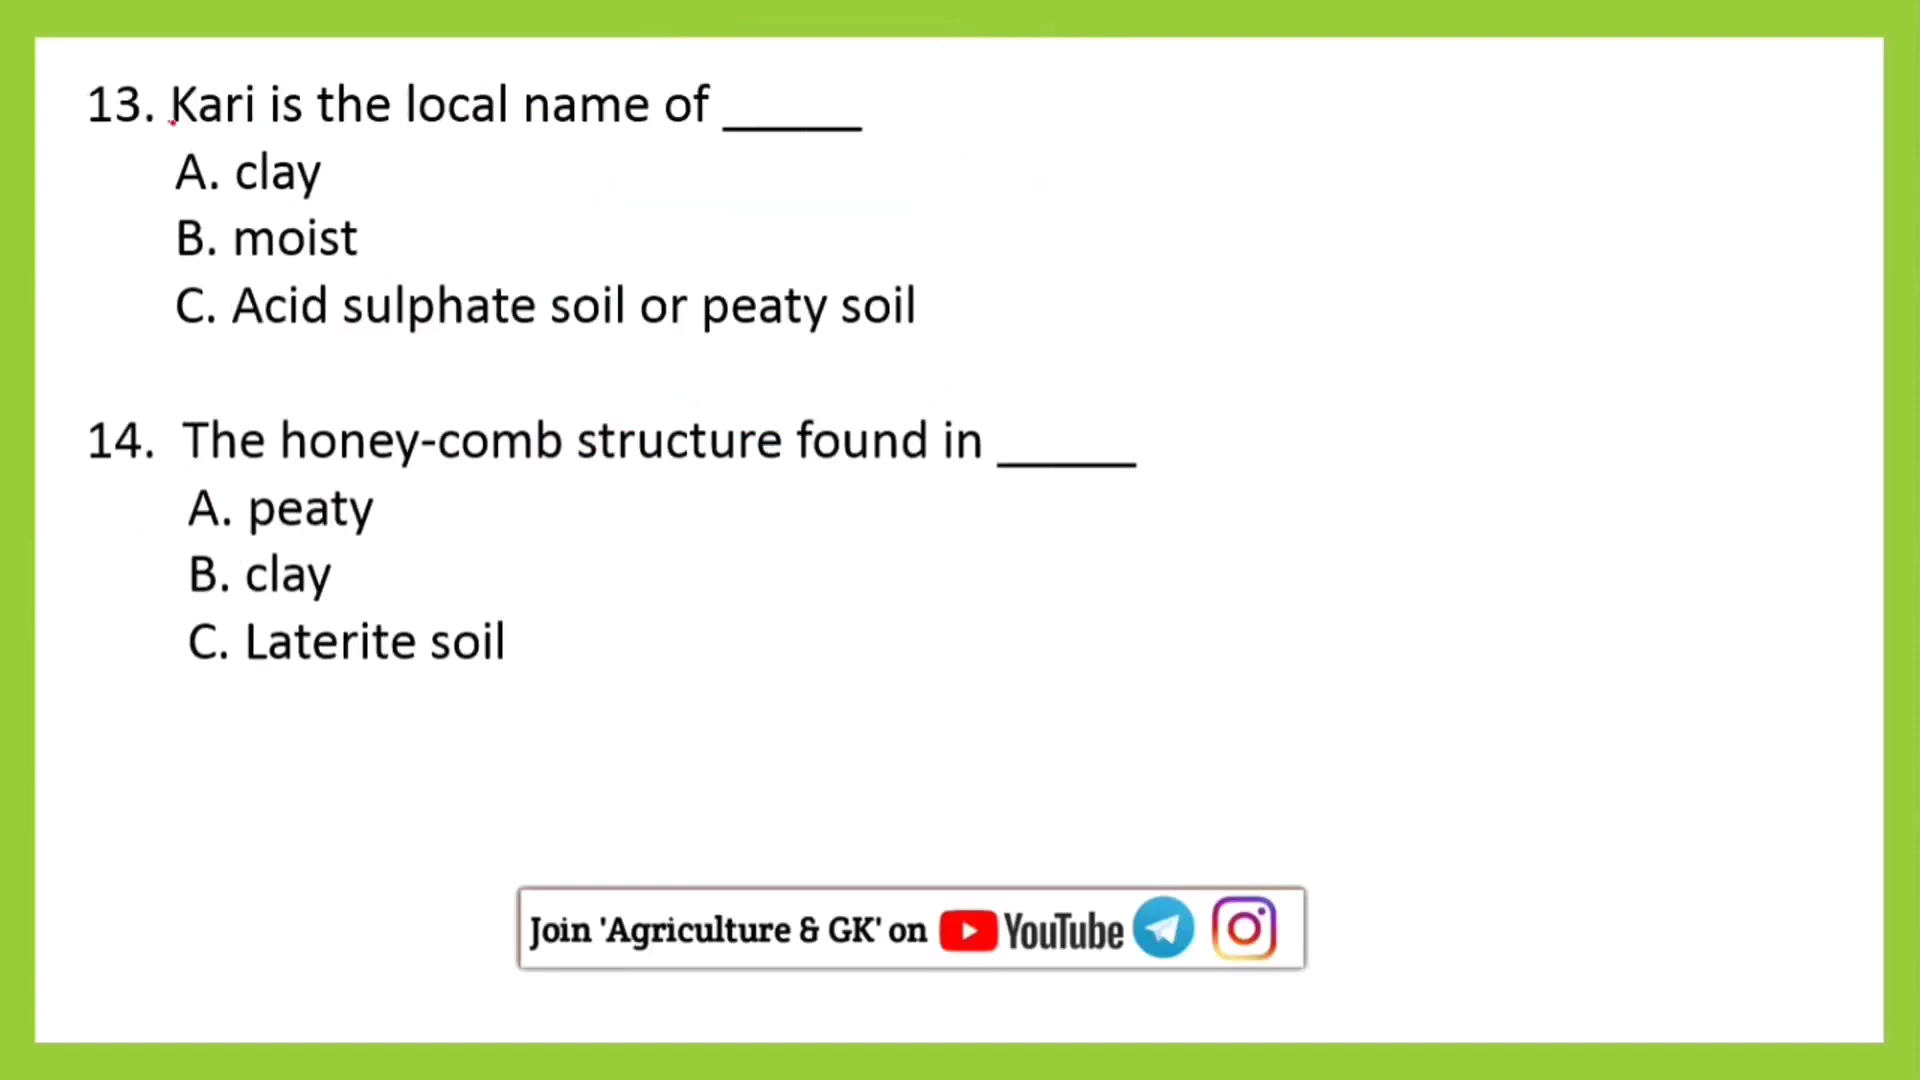 13. Kari is the local name of ______
A. clay
B. moist
C. Acid sulphate soil or peaty soil
14. The honey-comb structure found in ______
A. peaty
B. clay
C. Laterite soil
Join 'Agriculture & GK' on YouTube